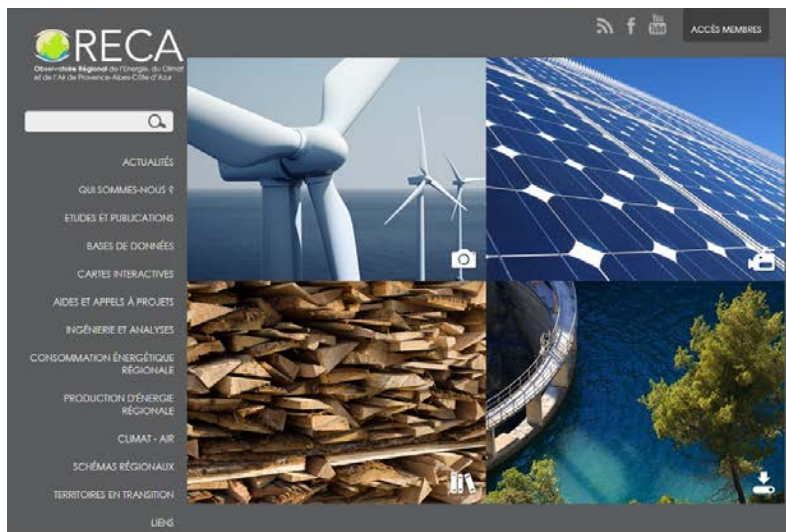 ORECA
Observatoire Régional de l'Energie, du Climat
et de l'Air de Provence-Alpes-Côte d'Azur
You
Tube
ACCÈS MEMBRES
ACTUALITÉS
QUI SOMMES-NOUS ?
ETUDES ET PUBLICATIONS
BASES DE DONNÉES
CARTES INTERACTIVES
AIDES ET APPELS À PROJETS
INGÉNIERIE ET ANALYSES
CONSOMMATION ÉNERGÉTIQUE
RÉGIONALE
PRODUCTION D'ÉNERGIE
RÉGIONALE
CLIMAT - AIR
SCHÉMAS RÉGIONAUX
TERRITOIRES EN TRANSITION
LIENS